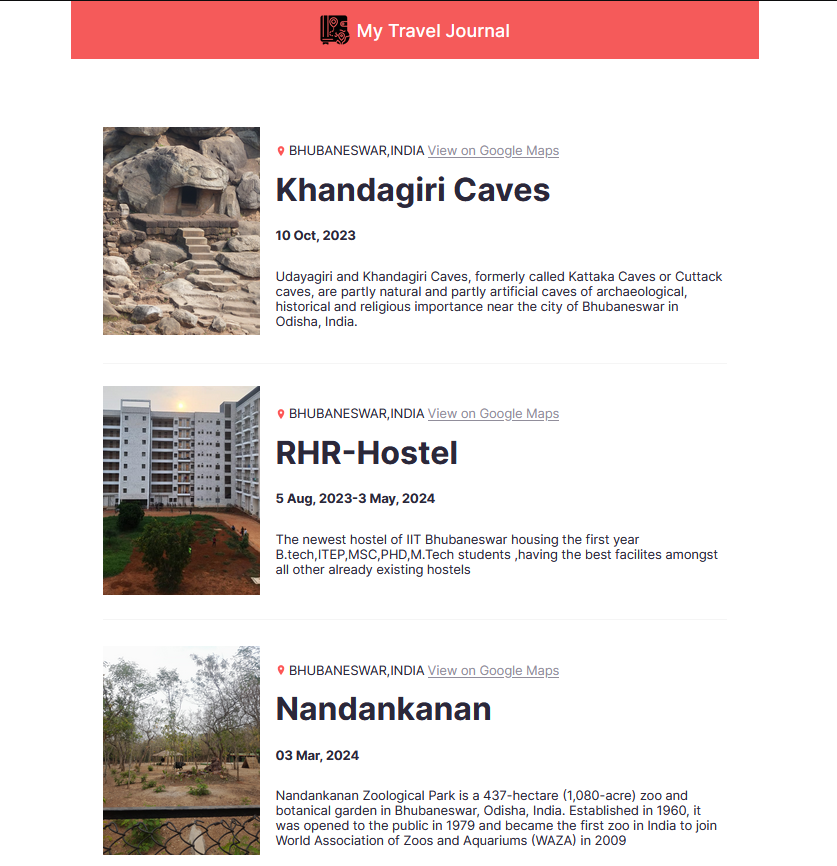 My Travel Journal
BHUBANESWAR,INDIA View on Google Maps
Khandagiri Caves
10 Oct, 2023
Udayagiri and Khandagiri Caves, formerly called Kattaka Caves or Cuttack
caves, are partly natural and partly artificial caves of archaeological,
historical and religious importance near the city of Bhubaneswar in
Odisha, India.
BHUBANESWAR,INDIA View on Google Maps
RHR-Hostel
5 Aug, 2023-3 May, 2024
The newest hostel of IIT Bhubaneswar housing the first year
B.tech,ITEP,MSC,PHD,M.Tech students ,having the best facilites amongst
all other already existing hostels
BHUBANESWAR,INDIA View on Google Maps
Nandankanan
03 Mar, 2024
Nandankanan Zoological Park is a 437-hectare (1,080-acre) zoo and
botanical garden in Bhubaneswar, Odisha, India. Established in 1960, it
was opened to the public in 1979 and became the first zoo in India to join
World Association of Zoos and Aquariums (WAZA) in 2009